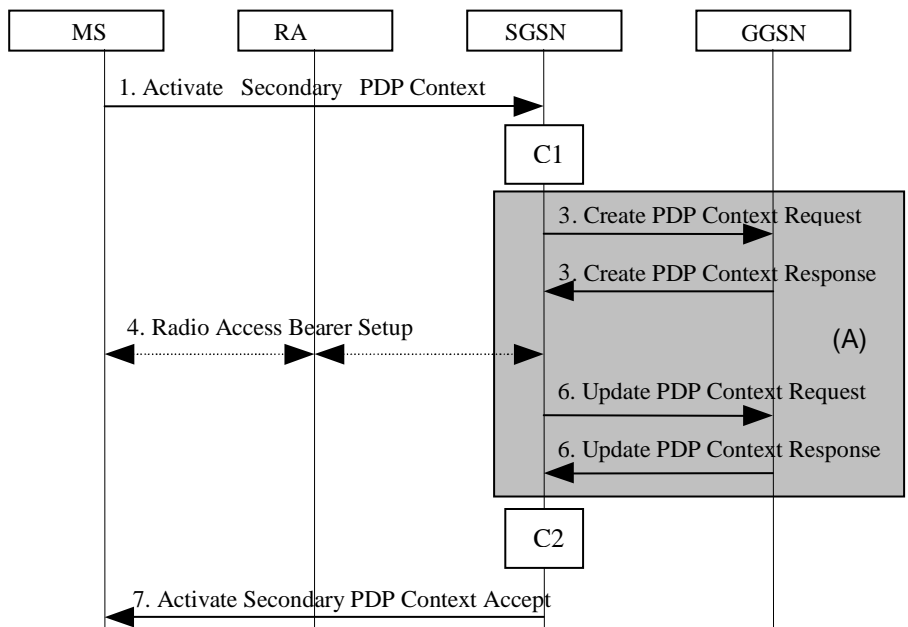 MS RA SGSN GGSN
1. Activate Secondary PDP Context
C1
3. Create PDP Context Request
3. Create PDP Context Response
4. Radio Access Bearer Setup
(A)
6. Update PDP Context Request
6. Update PDP Context Response
C2
7. Activate Secondary PDP Context Accept